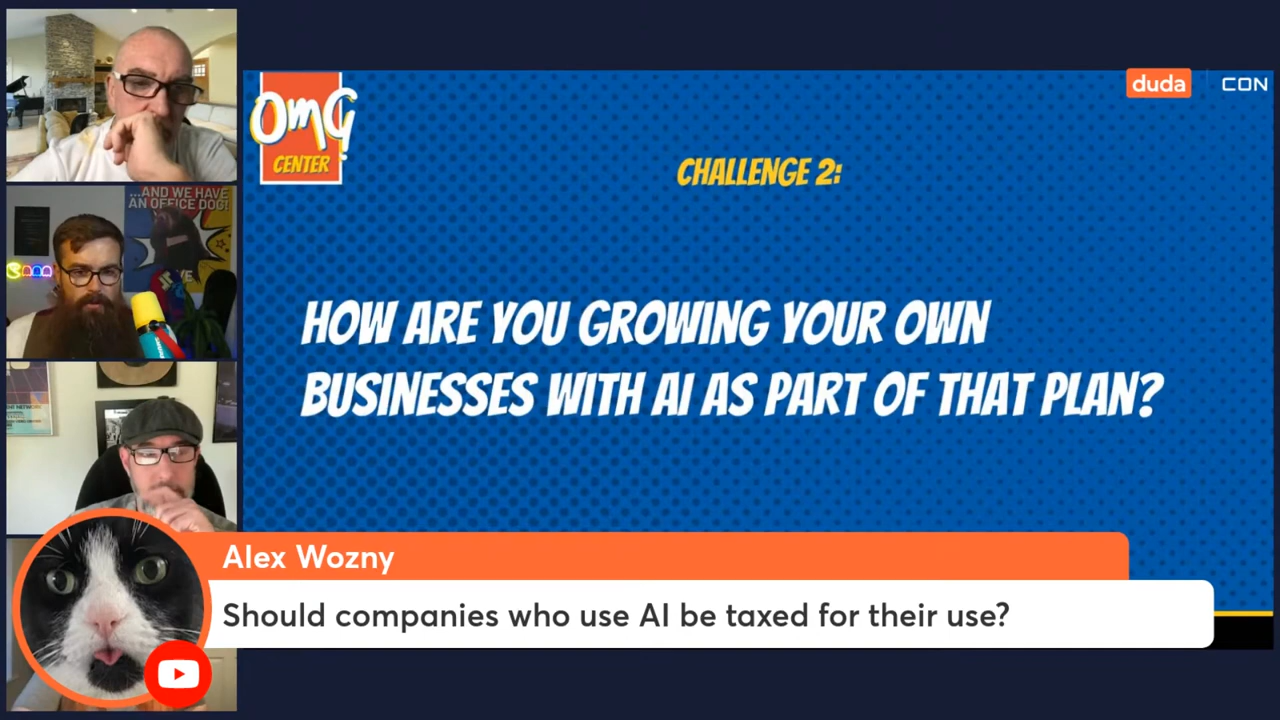 ...AND WE HAVE
AN OFFICE DOG!
OMG
CENTER
duda
CON
CHALLENGE 2:
HOW ARE YOU GROWING YOUR OWN
BUSINESSES WITH AI AS PART OF THAT PLAN?
Alex Wozny
Should companies who use AI be taxed for their use?